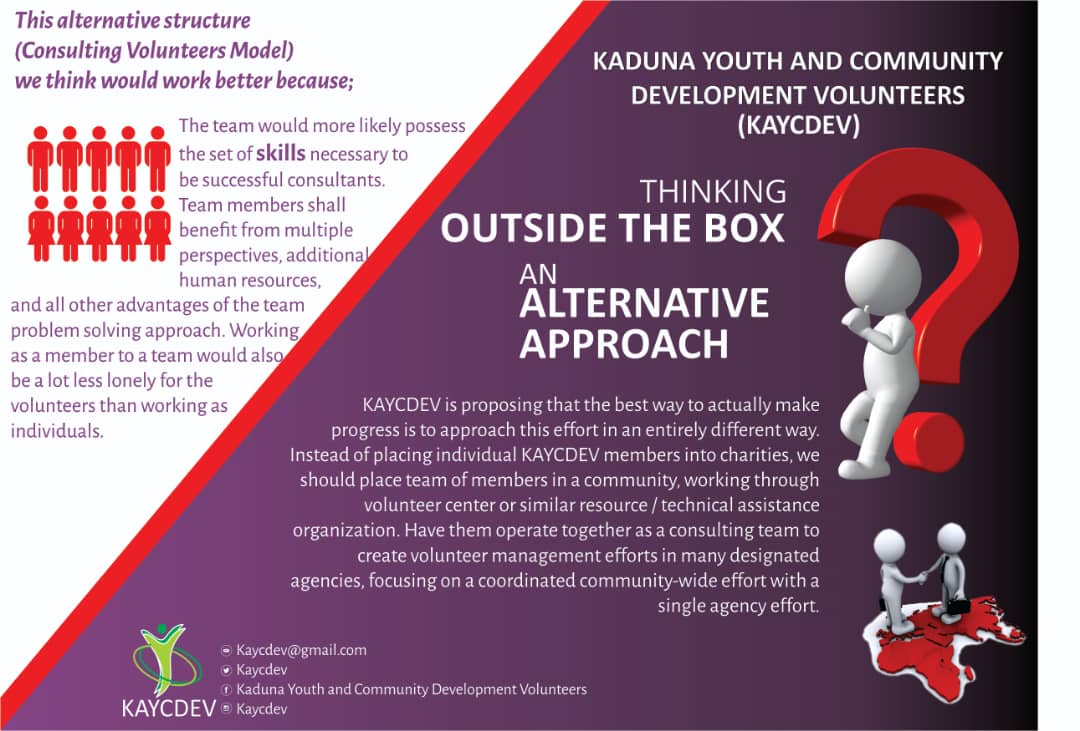 This alternative structure
(Consulting Volunteers Model)
we think would work better because;
The team would more likely possess
the set of skills necessary to
be successful consultants.
Team members shall
benefit from multiple
perspectives, additional
human resources,
and all other advantages of the team
problem solving approach. Working
as a member to a team would also
be a lot less lonely for the
volunteers than working as
individuals.
KADUNA YOUTH AND COMMUNITY
DEVELOPMENT VOLUNTEERS
(KAYCDEV)
THINKING
OUTSIDE THE BOX
AN
ALTERNATIVE
APPROACH
KAYCDEV is proposing that the best way to actually make
progress is to approach this effort in an entirely different way.
Instead of placing individual KAYCDEV members into charities, we
should place team of members in a community, working through
volunteer center or similar resource / technical assistance
organization. Have them operate together as a consulting team to
create volunteer management efforts in many designated
agencies, focusing on a coordinated community-wide effort with a
single agency effort.
KAYCDEV
Kaycdev@gmail.com
Kaycdev
Kaduna Youth and Community Development Volunteers
Kaycdev